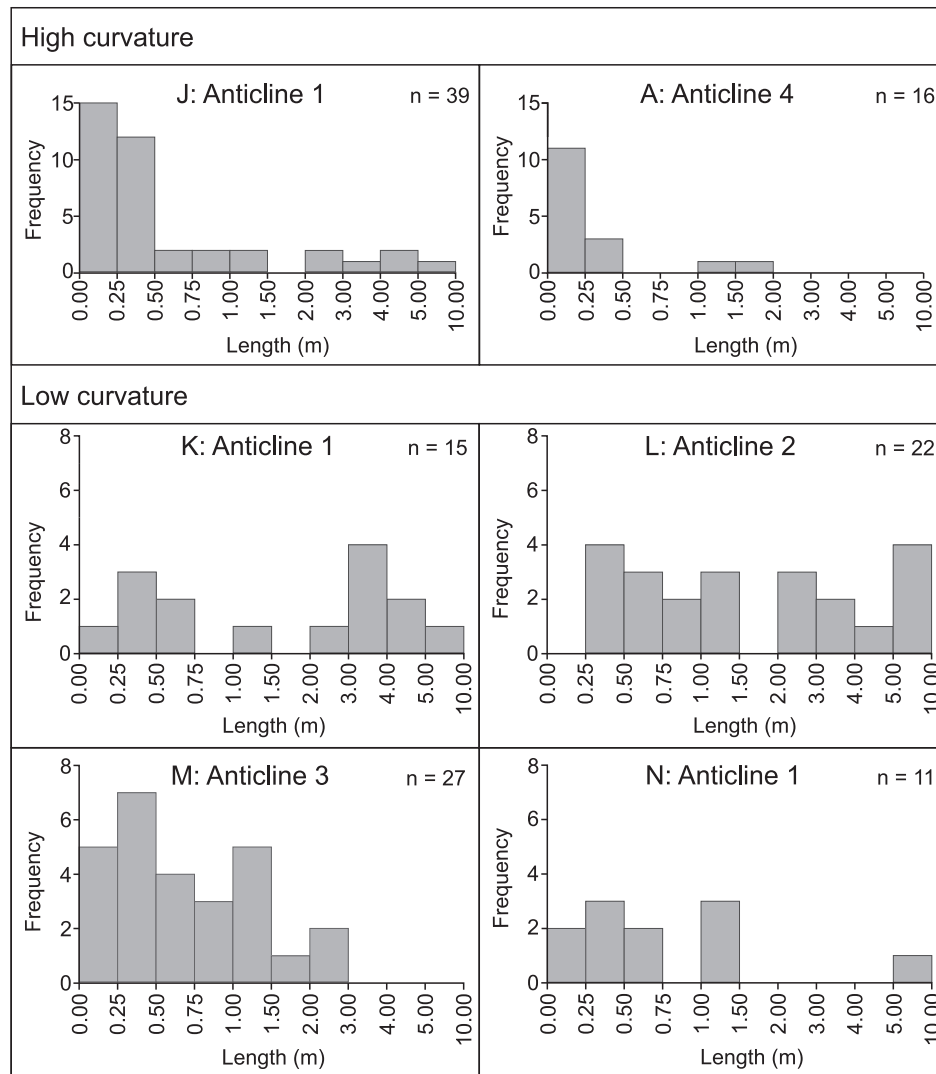 High curvature
J: Anticline 1 n = 39
Frequency
15
10
5
0
0.00 0.25 0.50 0.75 1.00 1.50 2.00 3.00 4.00 5.00 10.00
Length (m)
A: Anticline 4 n = 16
Frequency
15
10
5
0
0.00 0.25 0.50 0.75 1.00 1.50 2.00 3.00 4.00 5.00 10.00
Length (m)
Low curvature
K: Anticline 1 n = 15
Frequency
8
6
4
2
0
0.00 0.25 0.50 0.75 1.00 1.50 2.00 3.00 4.00 5.00 10.00
Length (m)
L: Anticline 2 n = 22
Frequency
8
6
4
2
0
0.00 0.25 0.50 0.75 1.00 1.50 2.00 3.00 4.00 5.00 10.00
Length (m)
M: Anticline 3 n = 27
Frequency
8
6
4
2
0
0.00 0.25 0.50 0.75 1.00 1.50 2.00 3.00 4.00 5.00 10.00
Length (m)
N: Anticline 1 n = 11
Frequency
8
6
4
2
0
0.00 0.25 0.50 0.75 1.00 1.50 2.00 3.00 4.00 5.00 10.00
Length (m)